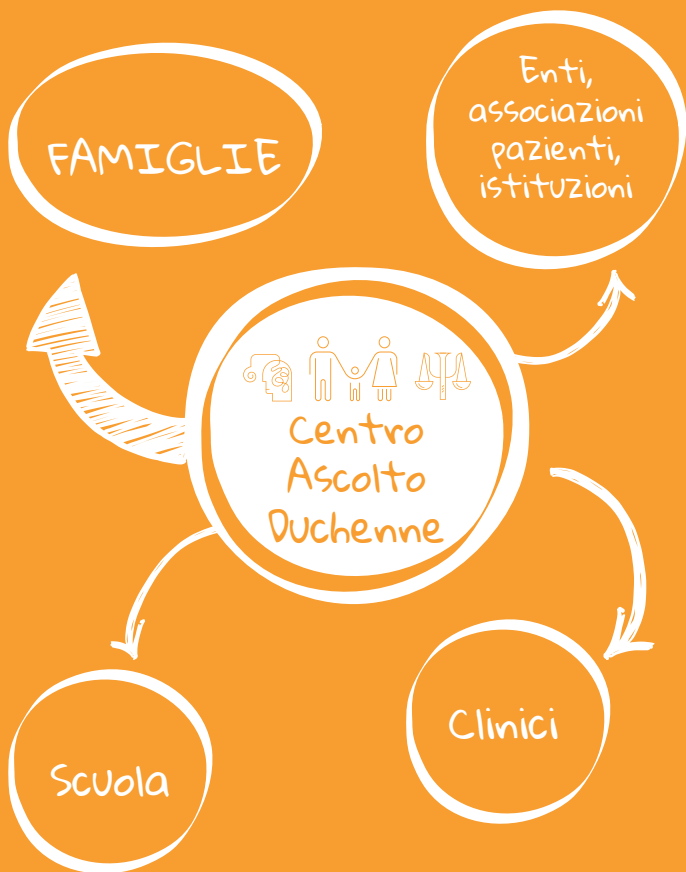 FAMIGLIE
Enti,
associazioni
pazienti,
istituzioni
Centro
Ascolto
Duchenne
Clinici
Scuola